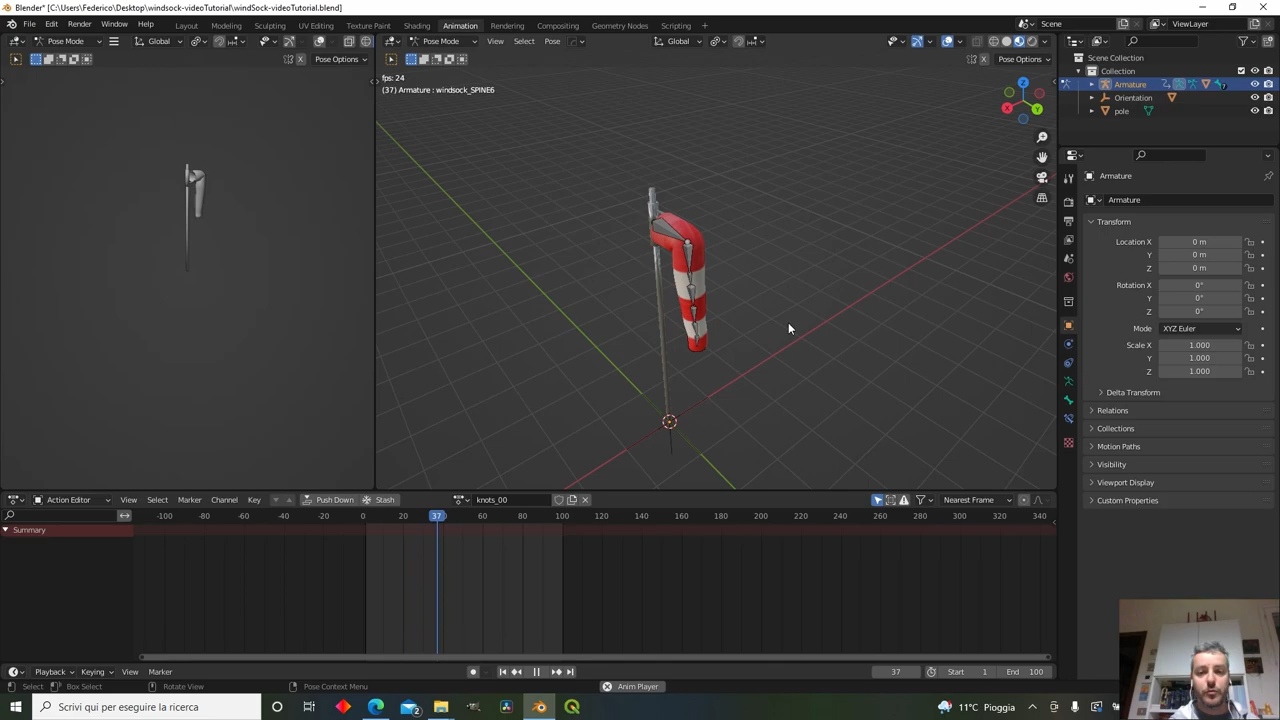 Blender* [C:\Users\Federico\Desktop\windsock-videoTutorial\windSock-videoTutorial.blend]
File Edit Render Window Help Layout Modeling Sculpting UV Editing Texture Paint Shading Animation Rendering Compositing Geometry Nodes Scripting + Scene ViewLayer
Pose Mode Global Pose Mode View Select Pose Global
Pose Options Pose Options
Scene Collection
Collection
Armature
Orientation
pole
fps: 24
(37) Armature : windsock_SPINE6
Z
Y
X
Armature
Armature
Transform
Location X 0 m
Y 0 m
Z 0 m
Rotation X 0°
Y 0°
Z 0°
Mode XYZ Euler
Scale X 1.000
Y 1.000
Z 1.000
Delta Transform
Relations
Collections
Motion Paths
Visibility
Viewport Display
Custom Properties
Action Editor View Select Marker Channel Key Push Down Stash knots_00 Nearest Frame
-100 -80 -60 -40 -20 0 20 37 60 80 100 120 140 160 180 200 220 240 260 280 300 320 340
Summary
Playback Keying View Marker 37 Start 1 End 100
Select Box Select Rotate View Pose Context Menu Anim Player
Scrivi qui per eseguire la ricerca
11°C Pioggia